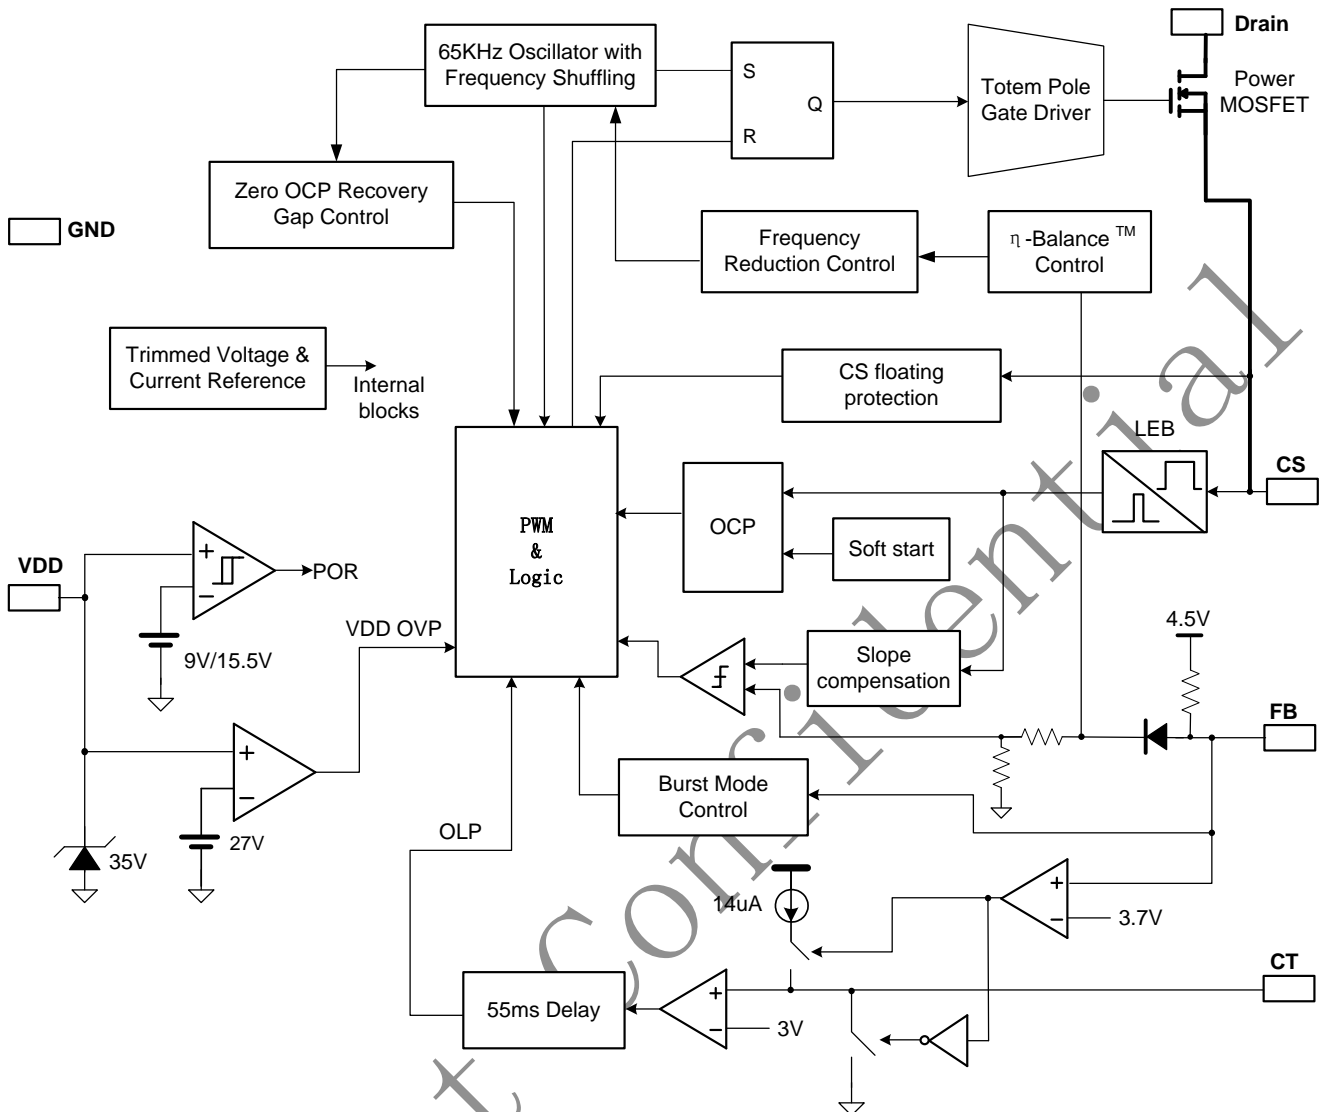 Drain
65KHz Oscillator with
Frequency Shuffling
S
Q
R
Totem Pole
Gate Driver
Power
MOSFET
Zero OCP Recovery
Gap Control
GND
Frequency
Reduction Control
η -Balance TM
Control
Trimmed Voltage &
Current Reference
Internal
blocks
CS floating
protection
LEB
CS
PWM
&
Logic
OCP
Soft start
VDD
+
−
POR
9V/15.5V
VDD OVP
Slope
compensation
4.5V
FB
+
−
27V
35V
Burst Mode
Control
OLP
14uA
+
−
3.7V
CT
55ms Delay
+
−
3V
t Confidential